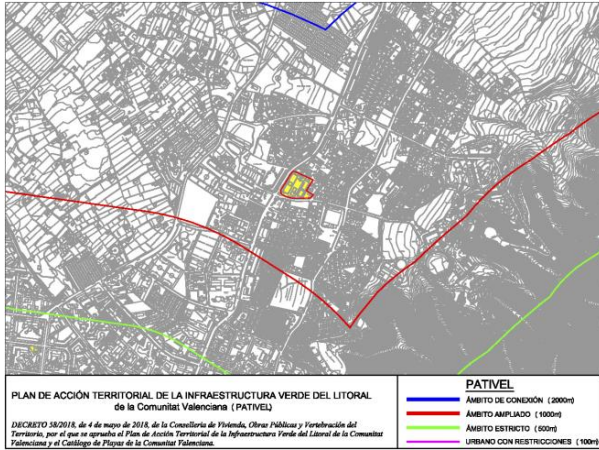 PLAN DE ACCIÓN TERRITORIAL DE LA INFRAESTRUCTURA VERDE DEL LITORAL
de la Comunitat Valenciana ( PATIVEL)
DECRETO 58/2018, de 4 de mayo de 2018, de la Conselleria de Vivienda, Obras Públicas y Vertebración del
Territorio, por el que se aprueba el Plan de Acción Territorial de la Infraestructura Verde del Litoral de la Comunitat
Valenciana y el Catálogo de Playas de la Comunitat Valenciana.
PATIVEL
ÁMBITO DE CONEXIÓN (2000m)
ÁMBITO AMPLIADO (1000m)
ÁMBITO ESTRICTO (500m)
URBANO CON RESTRICCIONES (100m)